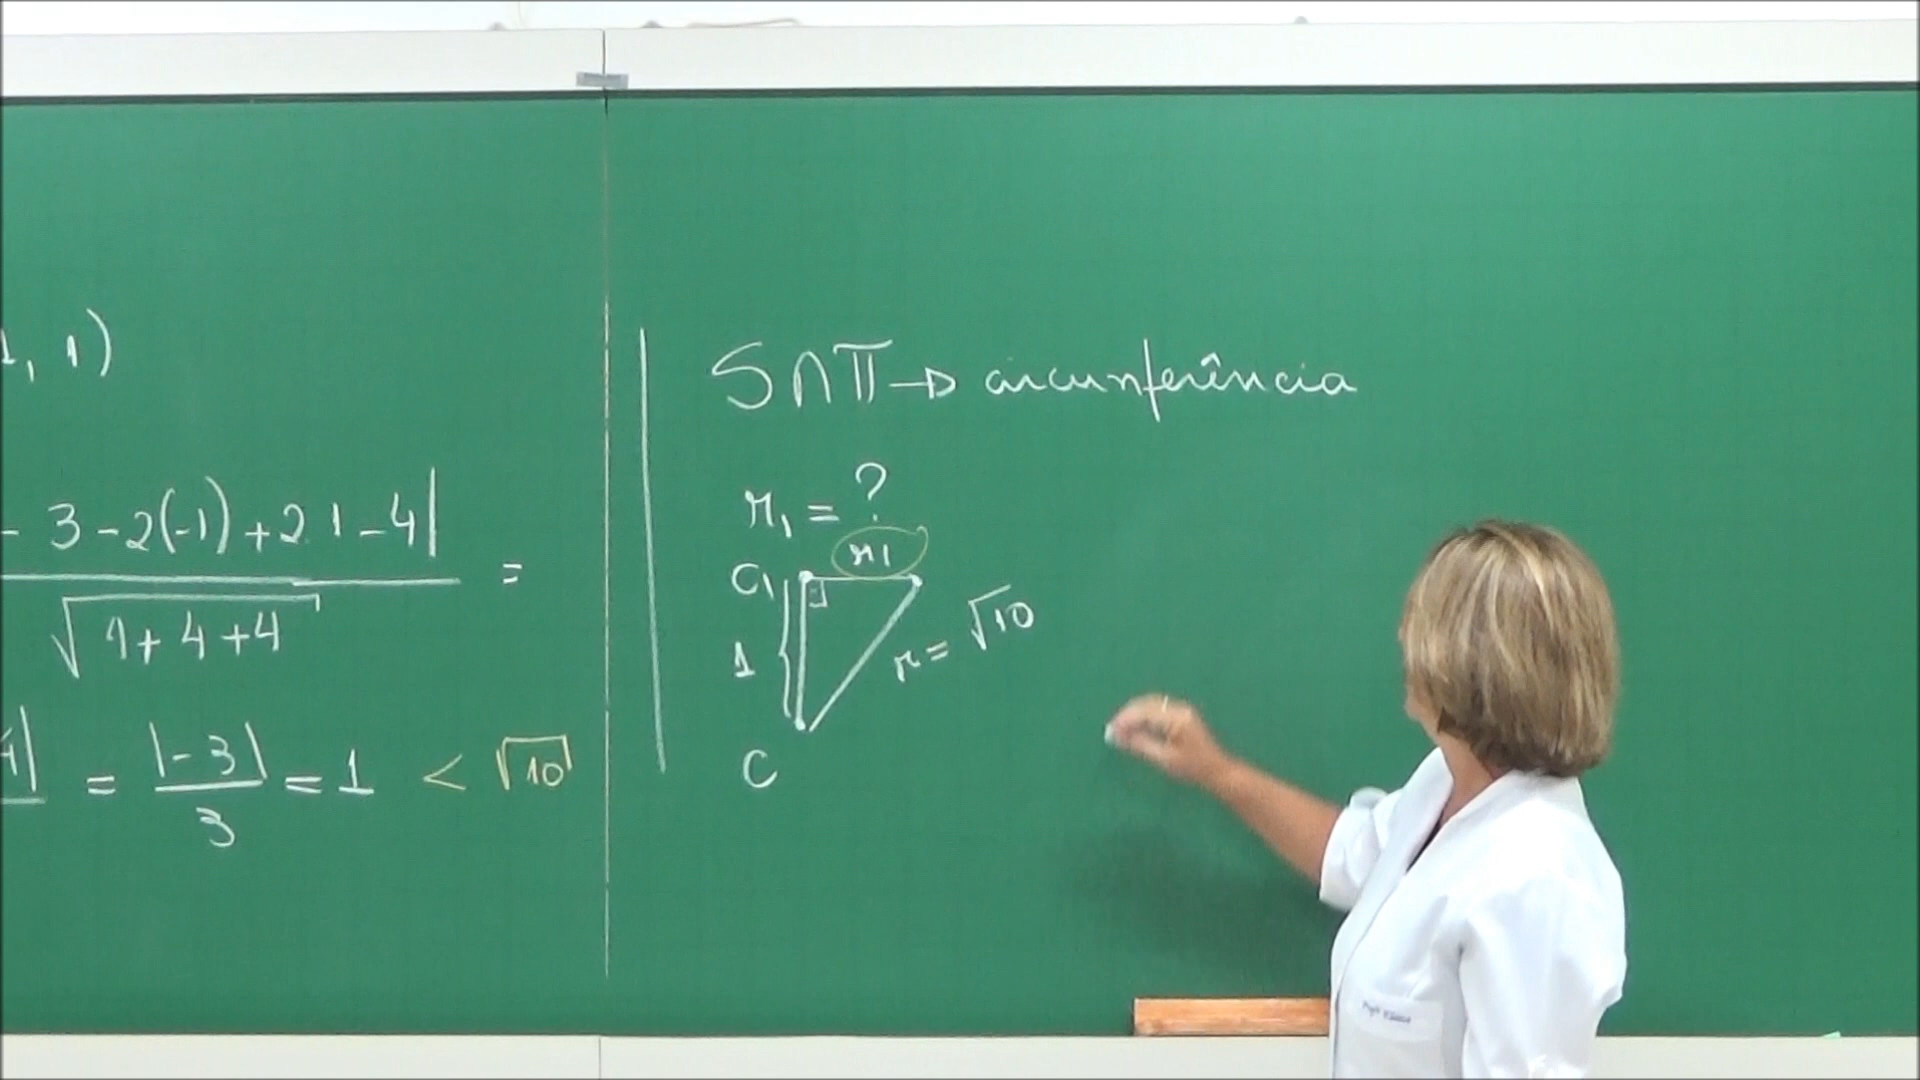 1, 1)
- 3 - 2(-1) + 2.1 - 4| =
√1 + 4 + 4
4| = |-3| / 3 = 1 < √10
S ∩ π → circunferência
r₁ = ?
r₁
C₁
1
r = √10
C